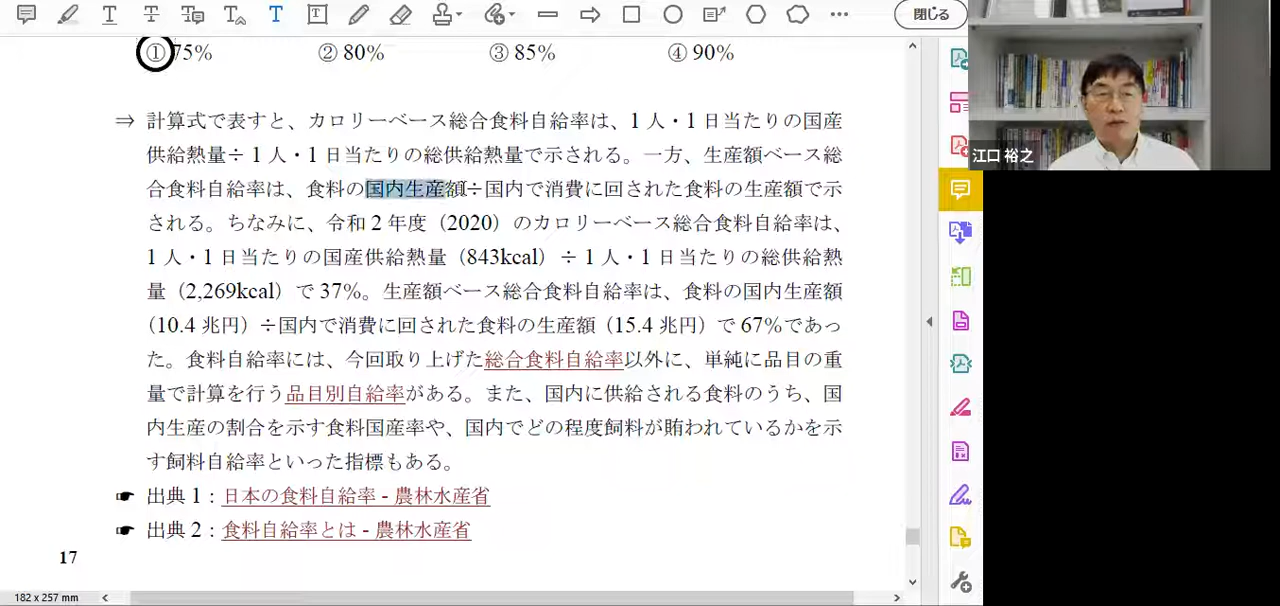 閉じる
① 75% ② 80% ③ 85% ④ 90%
⇒ 計算式で表すと、カロリーベース総合食料自給率は、1 人・1 日当たりの国産
供給熱量÷1 人・1 日当たりの総供給熱量で示される。一方、生産額ベース総
合食料自給率は、食料の国内生産額÷国内で消費に回された食料の生産額で示
される。ちなみに、令和 2 年度（2020）のカロリーベース総合食料自給率は、
1 人・1 日当たりの国産供給熱量（843kcal）÷ 1 人・1 日当たりの総供給熱
量（2,269kcal）で 37%。生産額ベース総合食料自給率は、食料の国内生産額
（10.4 兆円）÷国内で消費に回された食料の生産額（15.4 兆円）で 67%であっ
た。食料自給率には、今回取り上げた総合食料自給率以外に、単純に品目の重
量で計算を行う品目別自給率がある。また、国内に供給される食料のうち、国
内生産の割合を示す食料国産率や、国内でどの程度飼料が賄われているかを示
す飼料自給率といった指標もある。
☛ 出典 1：日本の食料自給率 - 農林水産省
☛ 出典 2：食料自給率とは - 農林水産省
17
182 x 257 mm
江口 裕之